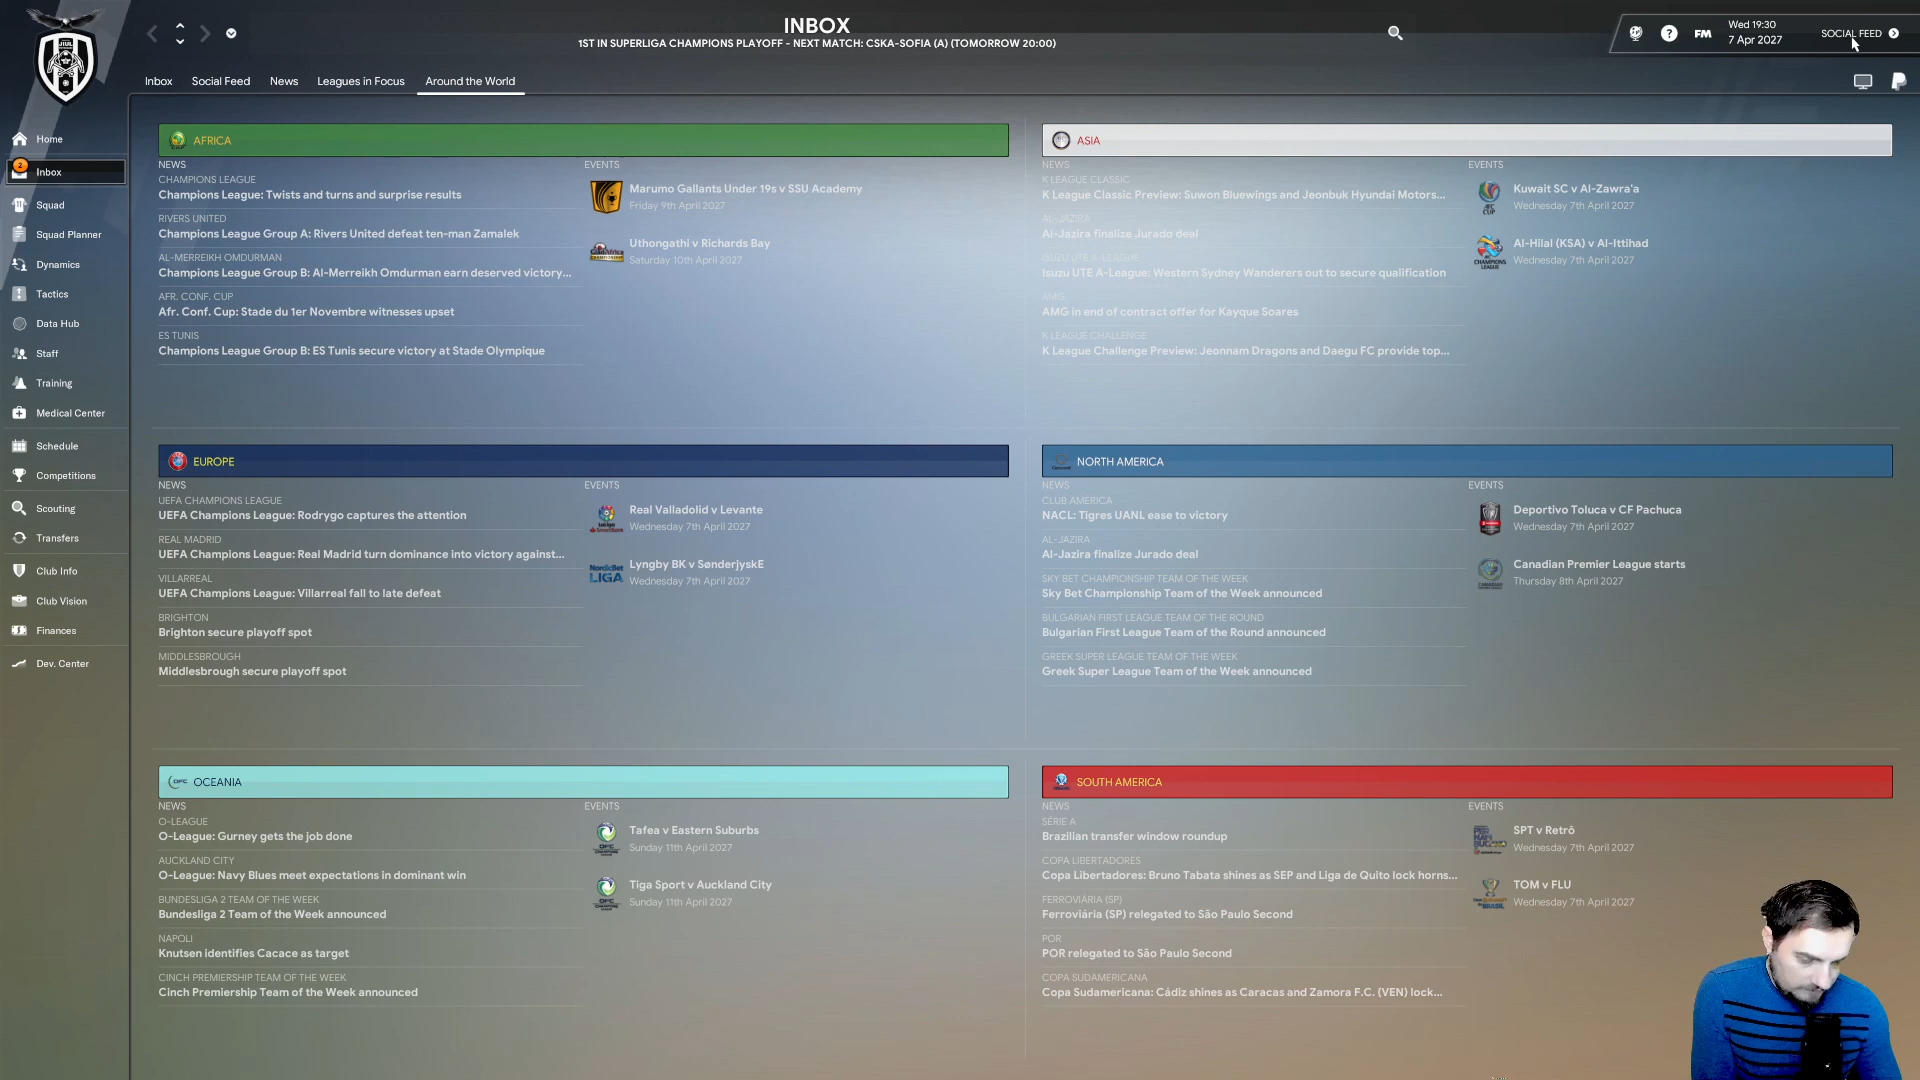 INBOX
1ST IN SUPERLIGA CHAMPIONS PLAYOFF - NEXT MATCH: CSKA-SOFIA (A) (TOMORROW 20:00)
FM
Wed 19:30
7 Apr 2027
SOCIAL FEED
Inbox
Social Feed
News
Leagues in Focus
Around the World
Home
2
Inbox
Squad
Squad Planner
Dynamics
Tactics
Data Hub
Staff
Training
Medical Center
Schedule
Competitions
Scouting
Transfers
Club Info
Club Vision
Finances
Dev. Center
AFRICA
NEWS
CHAMPIONS LEAGUE
Champions League: Twists and turns and surprise results
RIVERS UNITED
Champions League Group A: Rivers United defeat ten-man Zamalek
AL-MERREIKH OMDURMAN
Champions League Group B: Al-Merreikh Omdurman earn deserved victory...
AFR. CONF. CUP
Afr. Conf. Cup: Stade du 1er Novembre witnesses upset
ES TUNIS
Champions League Group B: ES Tunis secure victory at Stade Olympique
EVENTS
Marumo Gallants Under 19s v SSU Academy
Friday 9th April 2027
Uthongathi v Richards Bay
Saturday 10th April 2027
ASIA
NEWS
K LEAGUE CLASSIC
K League Classic Preview: Suwon Bluewings and Jeonbuk Hyundai Motors...
AL-JAZIRA
Al-Jazira finalize Jurado deal
ISUZU UTE A-LEAGUE
Isuzu UTE A-League: Western Sydney Wanderers out to secure qualification
AMG
AMG in end of contract offer for Kayque Soares
K LEAGUE CHALLENGE
K League Challenge Preview: Jeonnam Dragons and Daegu FC provide top...
EVENTS
Kuwait SC v Al-Zawra'a
Wednesday 7th April 2027
Al-Hilal (KSA) v Al-Ittihad
Wednesday 7th April 2027
EUROPE
NEWS
UEFA CHAMPIONS LEAGUE
UEFA Champions League: Rodrygo captures the attention
REAL MADRID
UEFA Champions League: Real Madrid turn dominance into victory against...
VILLARREAL
UEFA Champions League: Villarreal fall to late defeat
BRIGHTON
Brighton secure playoff spot
MIDDLESBROUGH
Middlesbrough secure playoff spot
EVENTS
Real Valladolid v Levante
Wednesday 7th April 2027
Lyngby BK v SønderjyskE
Wednesday 7th April 2027
NORTH AMERICA
NEWS
CLUB AMERICA
NACL: Tigres UANL ease to victory
AL-JAZIRA
Al-Jazira finalize Jurado deal
SKY BET CHAMPIONSHIP TEAM OF THE WEEK
Sky Bet Championship Team of the Week announced
BULGARIAN FIRST LEAGUE TEAM OF THE ROUND
Bulgarian First League Team of the Round announced
GREEK SUPER LEAGUE TEAM OF THE WEEK
Greek Super League Team of the Week announced
EVENTS
Deportivo Toluca v CF Pachuca
Wednesday 7th April 2027
Canadian Premier League starts
Thursday 8th April 2027
OCEANIA
NEWS
O-LEAGUE
O-League: Gurney gets the job done
AUCKLAND CITY
O-League: Navy Blues meet expectations in dominant win
BUNDESLIGA 2 TEAM OF THE WEEK
Bundesliga 2 Team of the Week announced
NAPOLI
Knutsen identifies Cacace as target
CINCH PREMIERSHIP TEAM OF THE WEEK
Cinch Premiership Team of the Week announced
EVENTS
Tafea v Eastern Suburbs
Sunday 11th April 2027
Tiga Sport v Auckland City
Sunday 11th April 2027
SOUTH AMERICA
NEWS
SÉRIE A
Brazilian transfer window roundup
COPA LIBERTADORES
Copa Libertadores: Bruno Tabata shines as SEP and Liga de Quito lock horns...
FERROVIÁRIA (SP)
Ferroviária (SP) relegated to São Paulo Second
POR
POR relegated to São Paulo Second
COPA SUDAMERICANA
Copa Sudamericana: Cádiz shines as Caracas and Zamora F.C. (VEN) lock...
EVENTS
SPT v Retrô
Wednesday 7th April 2027
TOM v FLU
Wednesday 7th April 2027